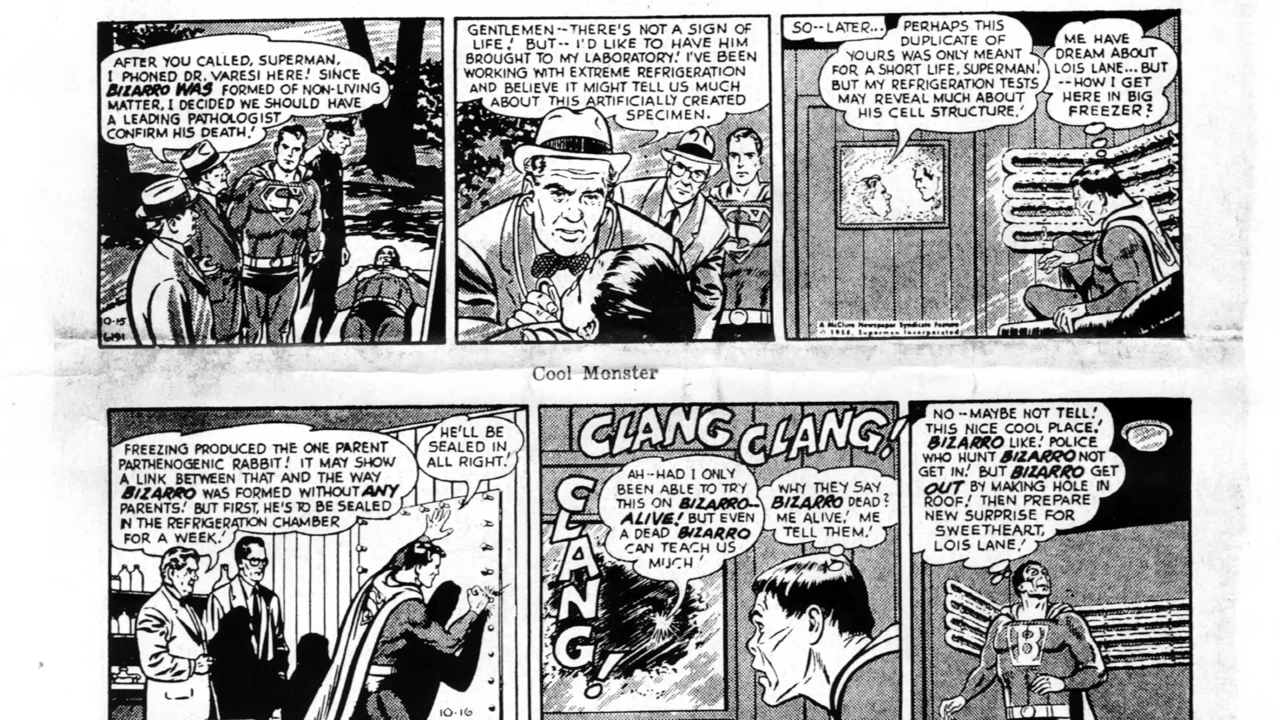 AFTER YOU CALLED, SUPERMAN,
I PHONED DR. VARESI HERE! SINCE
BIZARRO WAS FORMED OF NON-LIVING
MATTER, I DECIDED WE SHOULD HAVE
A LEADING PATHOLOGIST
CONFIRM HIS DEATH!
10-15
6191
GENTLEMEN--THERE'S NOT A SIGN OF
LIFE! BUT-- I'D LIKE TO HAVE HIM
BROUGHT TO MY LABORATORY! I'VE BEEN
WORKING WITH EXTREME REFRIGERATION
AND BELIEVE IT MIGHT TELL US MUCH
ABOUT THIS ARTIFICIALLY CREATED
SPECIMEN.
SO--LATER...
PERHAPS THIS
DUPLICATE OF
YOURS WAS ONLY MEANT
FOR A SHORT LIFE, SUPERMAN,
BUT MY REFRIGERATION TESTS
MAY REVEAL MUCH ABOUT
HIS CELL STRUCTURE!
ME HAVE
DREAM ABOUT
LOIS LANE...BUT
--HOW I GET
HERE IN BIG
FREEZER?
A McClure Newspaper Syndicate Feature
1958, Superman Incorporated
Cool Monster
FREEZING PRODUCED THE ONE PARENT
PARTHENOGENIC RABBIT! IT MAY SHOW
A LINK BETWEEN THAT AND THE WAY
BIZARRO WAS FORMED WITHOUT ANY
PARENTS! BUT FIRST, HE'S TO BE SEALED
IN THE REFRIGERATION CHAMBER
FOR A WEEK!
HE'LL BE
SEALED IN,
ALL RIGHT!
10-16
CLANG CLANG!
CLANG!
AH--HAD I ONLY
BEEN ABLE TO TRY
THIS ON BIZARRO--
ALIVE! BUT EVEN
A DEAD BIZARRO
CAN TEACH US
MUCH!
WHY THEY SAY
BIZARRO DEAD?
ME ALIVE! ME
TELL THEM!
NO--MAYBE NOT TELL!
THIS NICE COOL PLACE!
BIZARRO LIKE! POLICE
WHO HUNT BIZARRO NOT
GET IN! BUT BIZARRO GET
OUT BY MAKING HOLE IN
ROOF! THEN PREPARE
NEW SURPRISE FOR
SWEETHEART,
LOIS LANE!
S
S
B